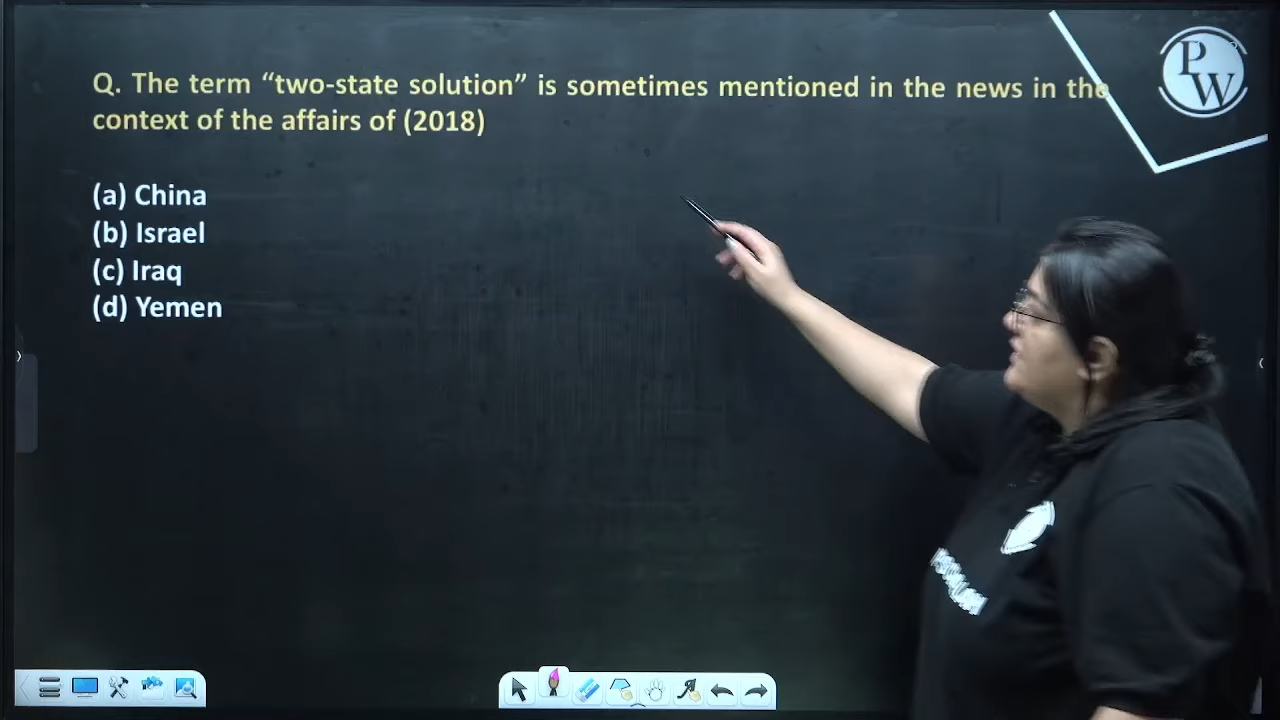 Q. The term “two-state solution” is sometimes mentioned in the news in the
context of the affairs of (2018)
(a) China
(b) Israel
(c) Iraq
(d) Yemen
P
W